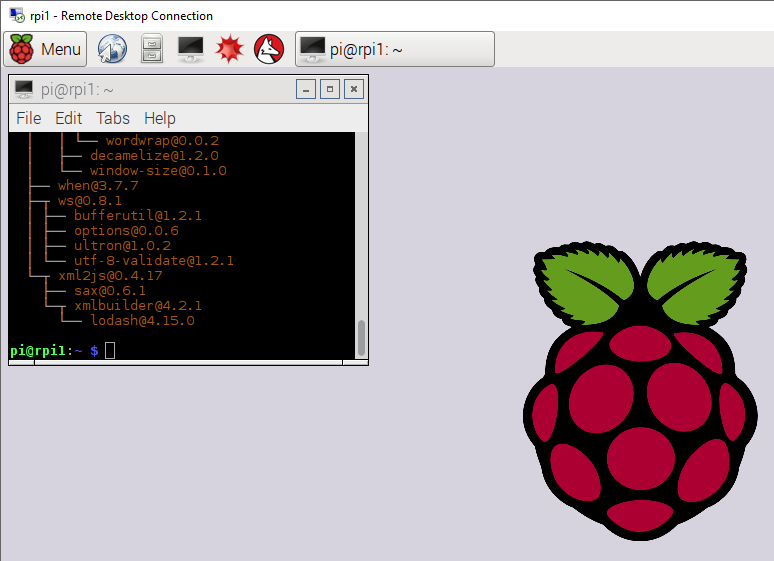 rpi1 - Remote Desktop Connection
Menu
pi@rpi1: ~
pi@rpi1: ~
File Edit Tabs Help
wordwrap@0.0.2
decamelize@1.2.0
window-size@0.1.0
when@3.7.7
ws@0.8.1
bufferutil@1.2.1
options@0.0.6
ultron@1.0.2
utf-8-validate@1.2.1
xml2js@0.4.17
sax@0.6.1
xmlbuilder@4.2.1
lodash@4.15.0
pi@rpi1:~ $